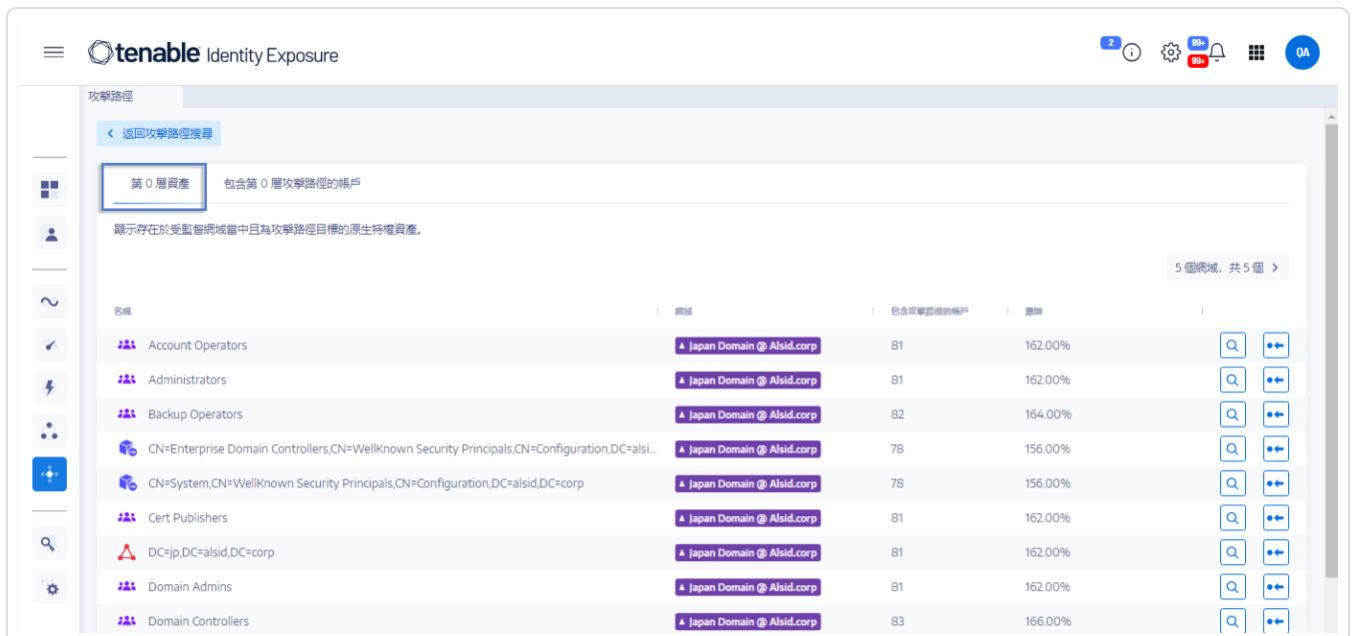 tenable Identity Exposure
2
99+
99+
QA
攻擊路徑
返回攻擊路徑搜尋
第 0 層資產 包含第 0 層攻擊路徑的帳戶
顯示存在於受監督網域當中且為攻擊路徑目標的原生特權資產。
5 個網域，共 5 個 >
名稱 網域 包含攻擊路徑的帳戶 曝險
Account Operators Japan Domain @ Alsid.corp 81 162.00%
Administrators Japan Domain @ Alsid.corp 81 162.00%
Backup Operators Japan Domain @ Alsid.corp 82 164.00%
CN=Enterprise Domain Controllers,CN=WellKnown Security Principals,CN=Configuration,DC=alsi... Japan Domain @ Alsid.corp 78 156.00%
CN=System,CN=WellKnown Security Principals,CN=Configuration,DC=alsid,DC=corp Japan Domain @ Alsid.corp 78 156.00%
Cert Publishers Japan Domain @ Alsid.corp 81 162.00%
DC=jp,DC=alsid,DC=corp Japan Domain @ Alsid.corp 81 162.00%
Domain Admins Japan Domain @ Alsid.corp 81 162.00%
Domain Controllers Japan Domain @ Alsid.corp 83 166.00%